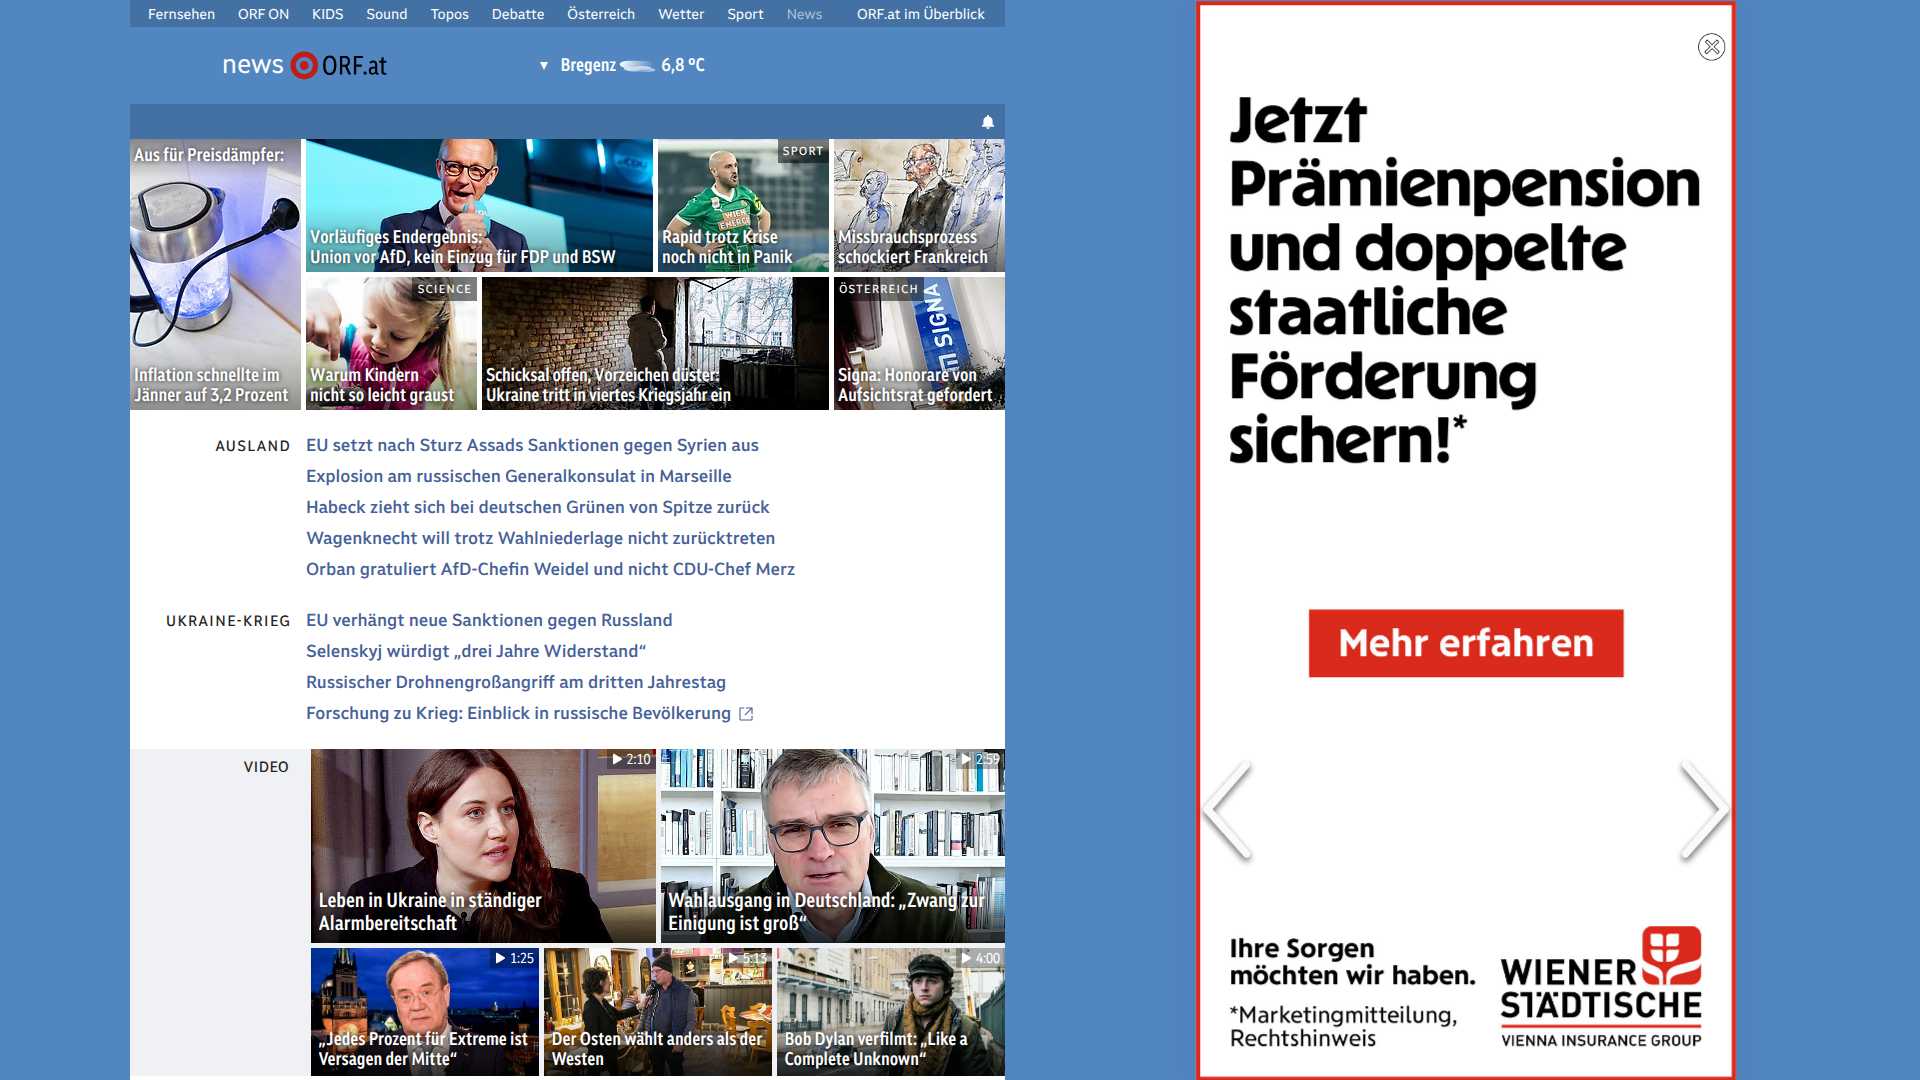 Fernsehen ORF ON KIDS Sound Topos Debatte Österreich Wetter Sport News ORF.at im Überblick
news ORF.at
Bregenz 6,8 °C
Aus für Preisdämpfer:
Inflation schnellte im
Jänner auf 3,2 Prozent
Vorläufiges Endergebnis:
Union vor AfD, kein Einzug für FDP und BSW
SPORT
WIEN
ENERGIE
Rapid trotz Krise
noch nicht in Panik
Missbrauchsprozess
schockiert Frankreich
SCIENCE
Warum Kindern
nicht so leicht graust
Schicksal offen, Vorzeichen düster:
Ukraine tritt in viertes Kriegsjahr ein
ÖSTERREICH
SIGNA
Signa: Honorare von
Aufsichtsrat gefordert
AUSLAND
EU setzt nach Sturz Assads Sanktionen gegen Syrien aus
Explosion am russischen Generalkonsulat in Marseille
Habeck zieht sich bei deutschen Grünen von Spitze zurück
Wagenknecht will trotz Wahlniederlage nicht zurücktreten
Orban gratuliert AfD-Chefin Weidel und nicht CDU-Chef Merz
UKRAINE-KRIEG
EU verhängt neue Sanktionen gegen Russland
Selenskyj würdigt „drei Jahre Widerstand“
Russischer Drohnengroßangriff am dritten Jahrestag
Forschung zu Krieg: Einblick in russische Bevölkerung
VIDEO
2:10
Leben in Ukraine in ständiger
Alarmbereitschaft
2:59
Wahlausgang in Deutschland: „Zwang zur
Einigung ist groß“
1:25
„Jedes Prozent für Extreme ist
Versagen der Mitte“
5:13
Der Osten wählt anders als der
Westen
4:00
Bob Dylan verfilmt: „Like a
Complete Unknown“
Jetzt
Prämienpension
und doppelte
staatliche
Förderung
sichern!*
Mehr erfahren
Ihre Sorgen
möchten wir haben.
*Marketingmitteilung,
Rechtshinweis
WIENER
STÄDTISCHE
VIENNA INSURANCE GROUP